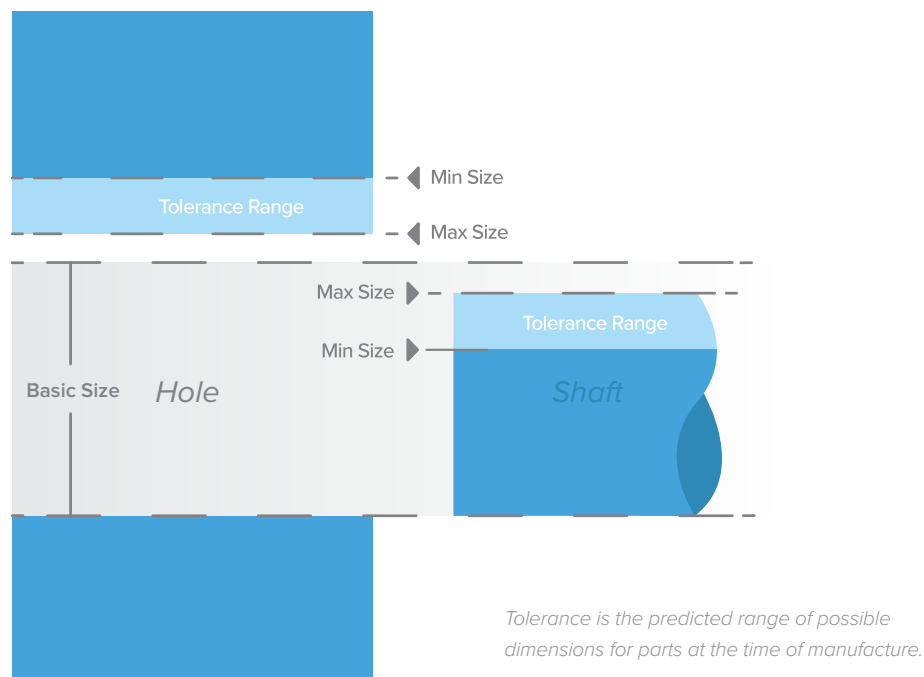 Min Size
Tolerance Range
Max Size
Max Size
Tolerance Range
Min Size
Basic Size
Hole
Shaft
Tolerance is the predicted range of possible
dimensions for parts at the time of manufacture.